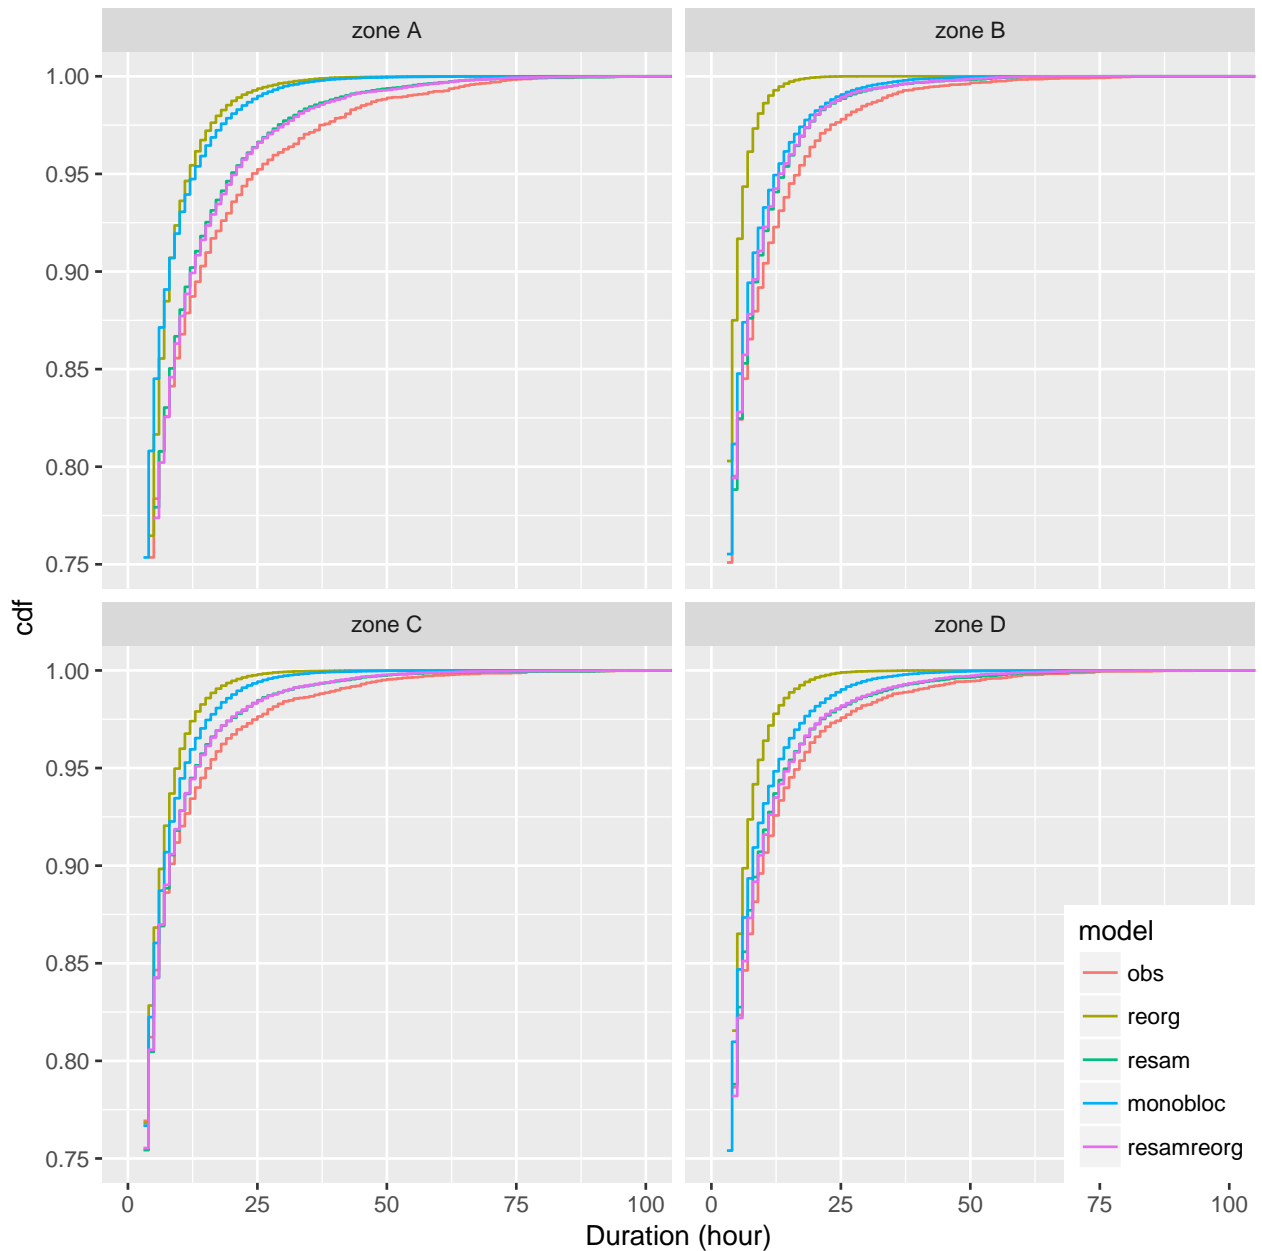 zone A
zone B
1.00
0.95
0.90
0.85
0.80
0.75
zone C
zone D
1.00
0.95
0.90
0.85
0.80
0.75
cdf
model
obs
reorg
resam
monobloc
resamreorg
0
25
50
75
100
0
25
50
75
100
Duration (hour)